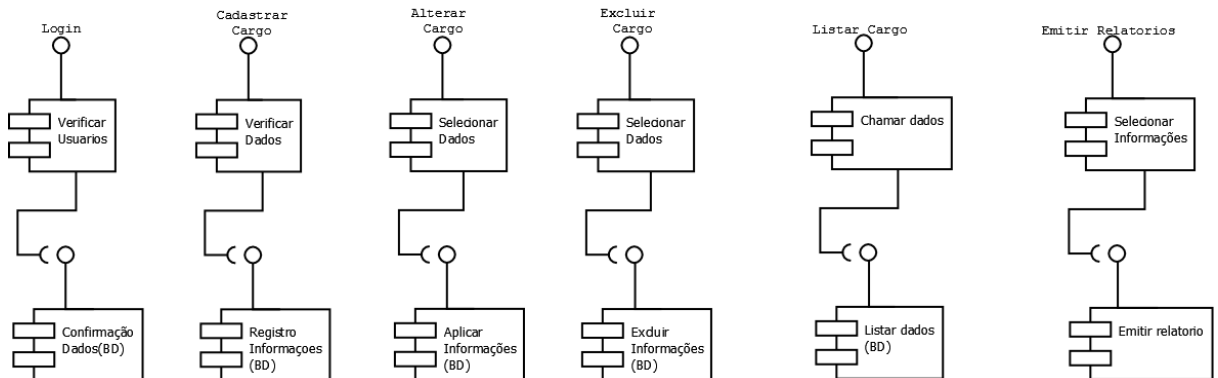 Login
Cadastrar
Cargo
Alterar
Cargo
Excluir
Cargo
Listar Cargo
Emitir Relatorios
Verificar
Usuarios
Verificar
Dados
Selecionar
Dados
Selecionar
Dados
Chamar dados
Selecionar
Informações
Confirmação
Dados(BD)
Registro
Informaçoes
(BD)
Aplicar
Informações
(BD)
Excluir
Informações
(BD)
Listar dados
(BD)
Emitir relatorio